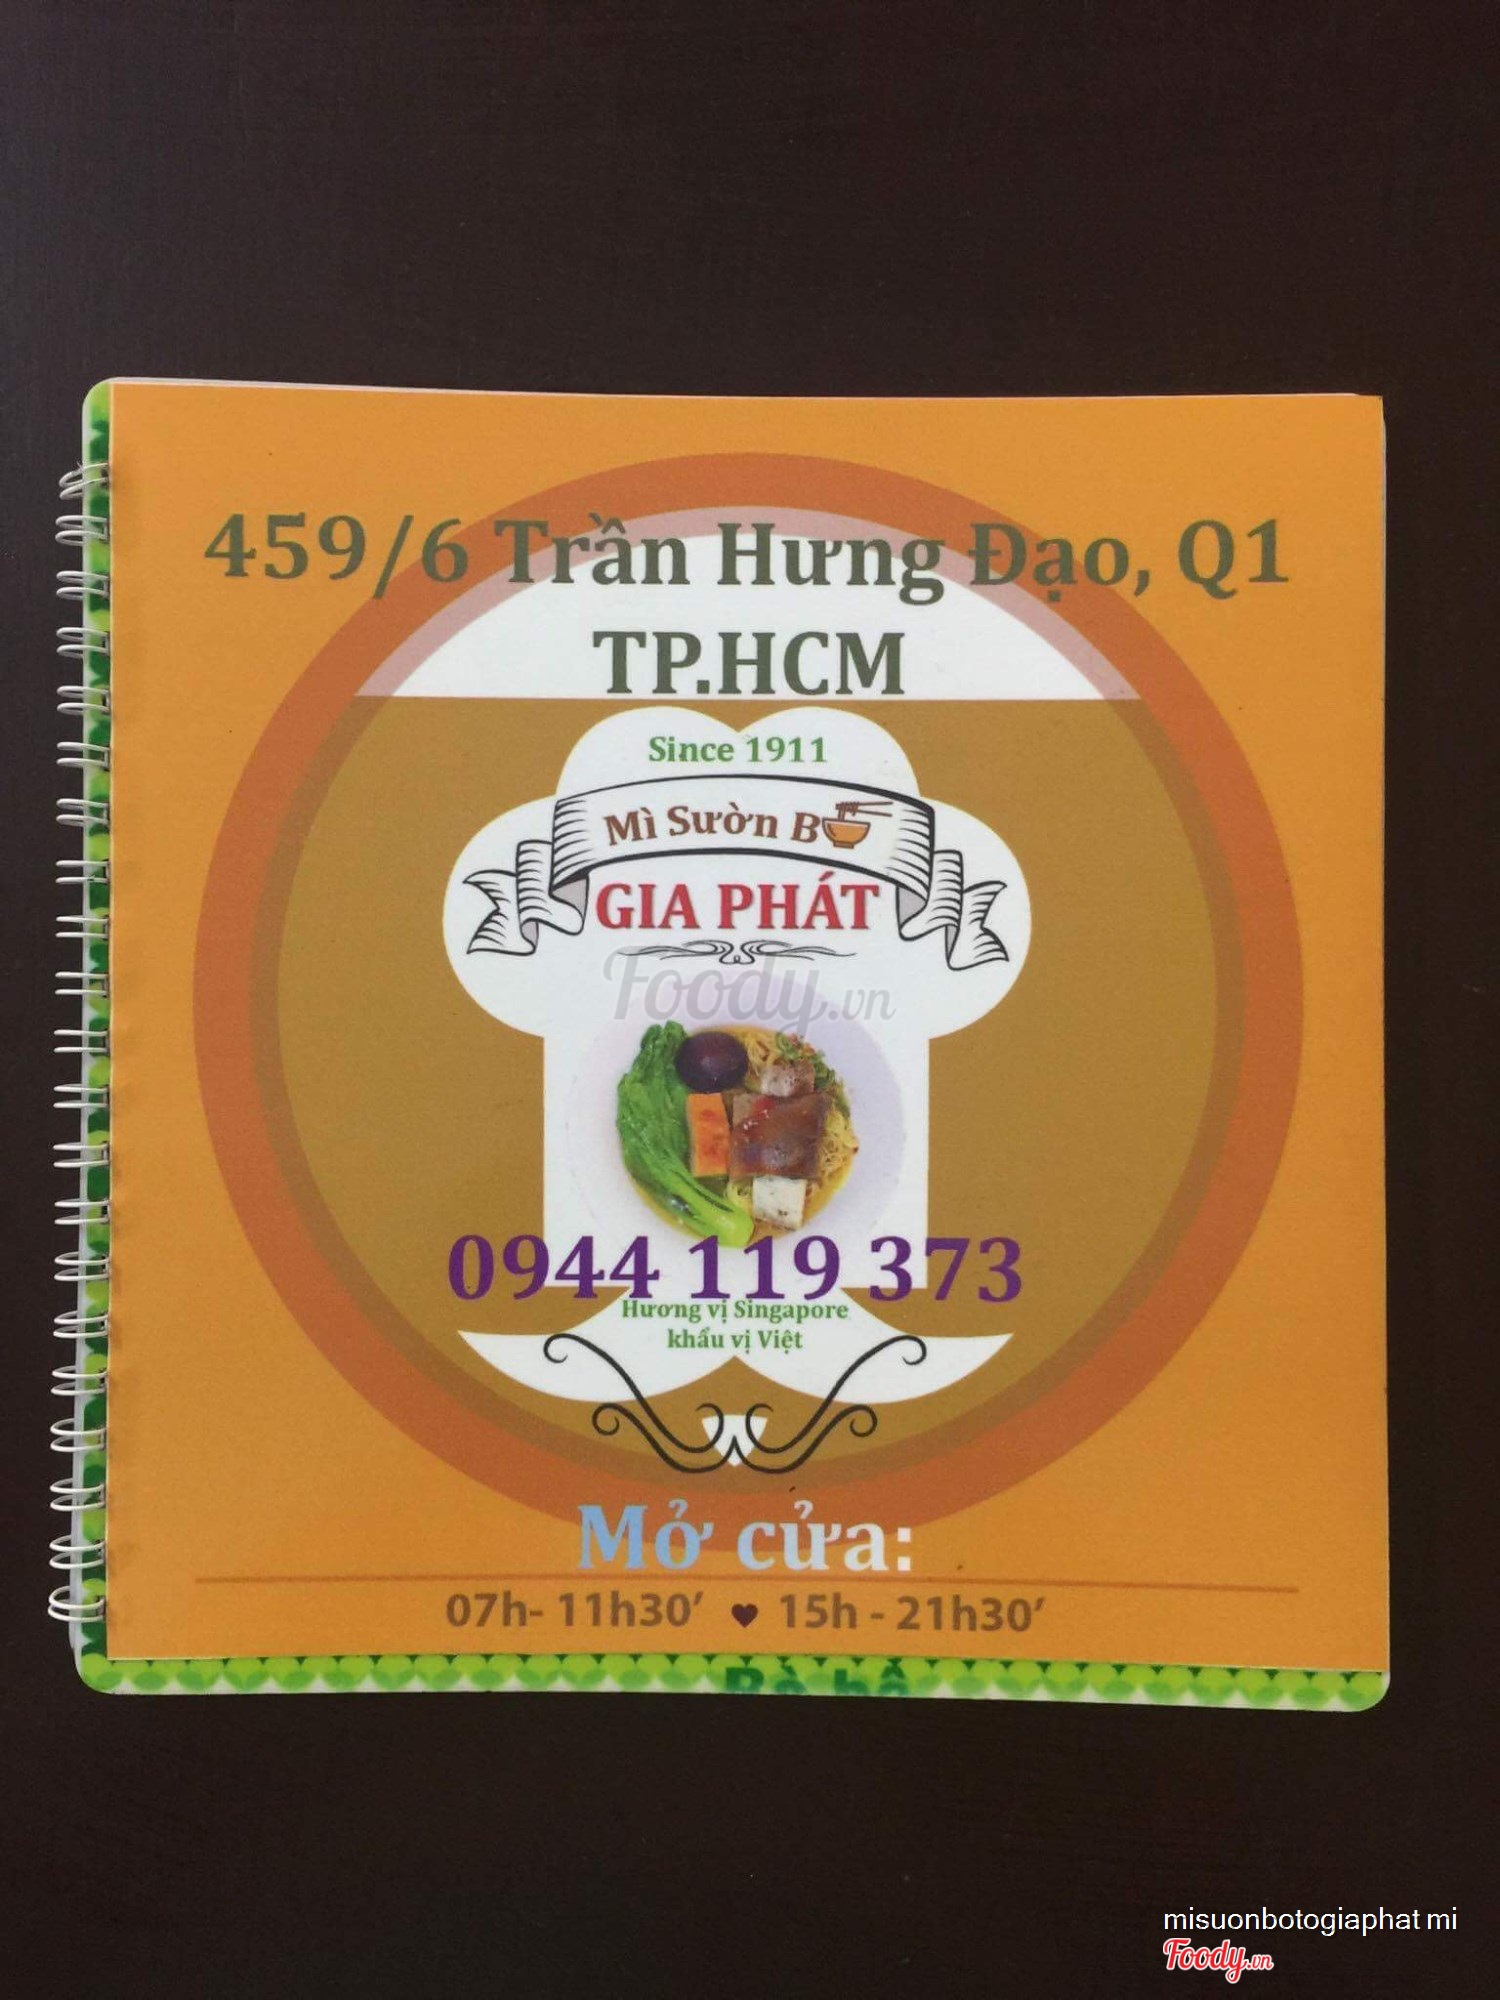 459/6 Trần Hưng Đạo, Q1
TP.HCM
Since 1911
Mì Sườn B
GIA PHÁT
Foody.vn
0944 119 373
Hương vị Singapore
khẩu vị Việt
Mở cửa:
07h- 11h30’ 15h - 21h30’
misuonbotogiaphat mi
Foody.vn